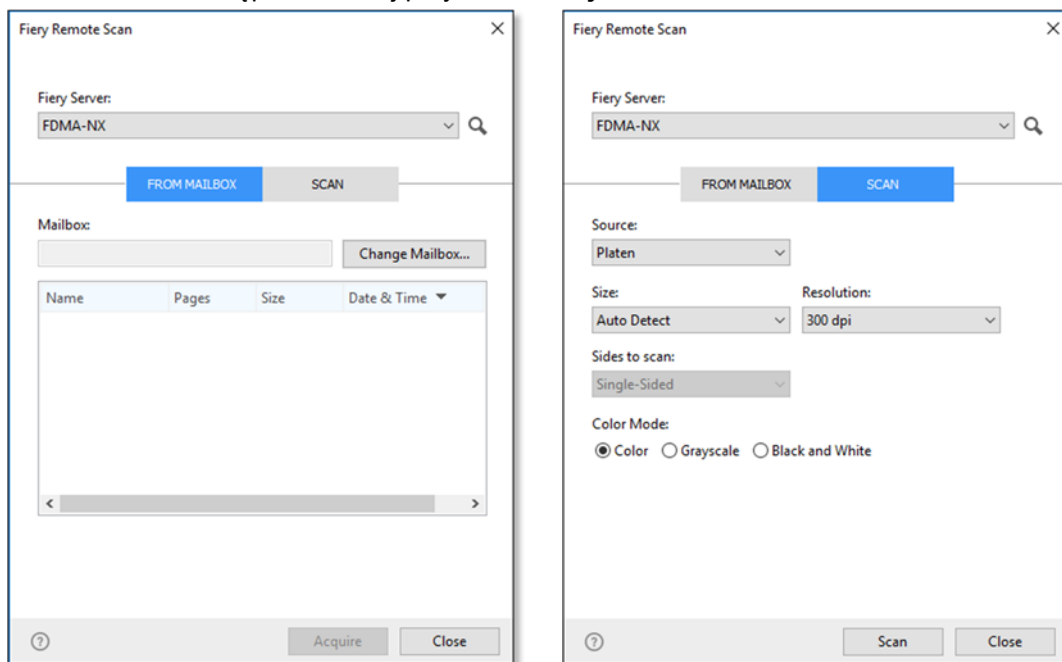 Fiery Remote Scan
Fiery Server:
FDMA-NX
FROM MAILBOX SCAN
Mailbox:
Change Mailbox...
Name Pages Size Date & Time
Acquire Close
Fiery Remote Scan
Fiery Server:
FDMA-NX
FROM MAILBOX SCAN
Source:
Platen
Size: Resolution:
Auto Detect 300 dpi
Sides to scan:
Single-Sided
Color Mode:
Color Grayscale Black and White
Scan Close